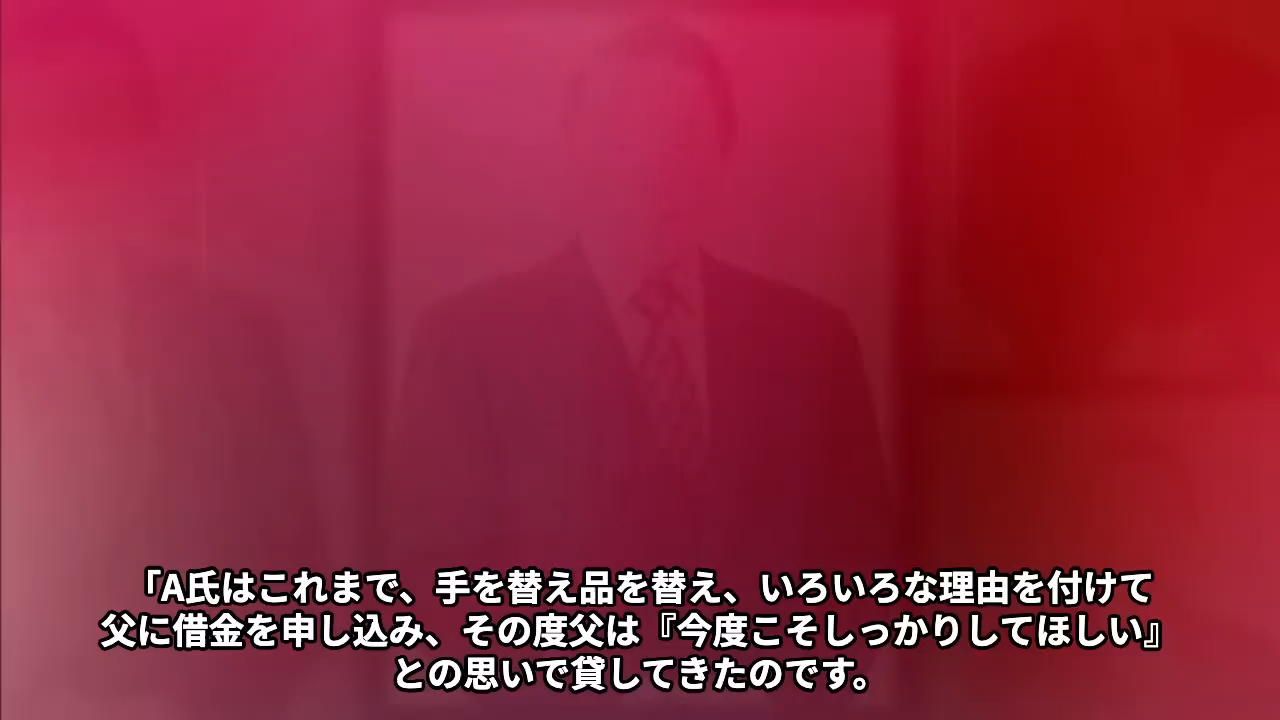 「A氏はこれまで、手を替え品を替え、いろいろな理由を付けて
父に借金を申し込み、その度父は『今度こそしっかりしてほしい』
との思いで貸してきたのです。